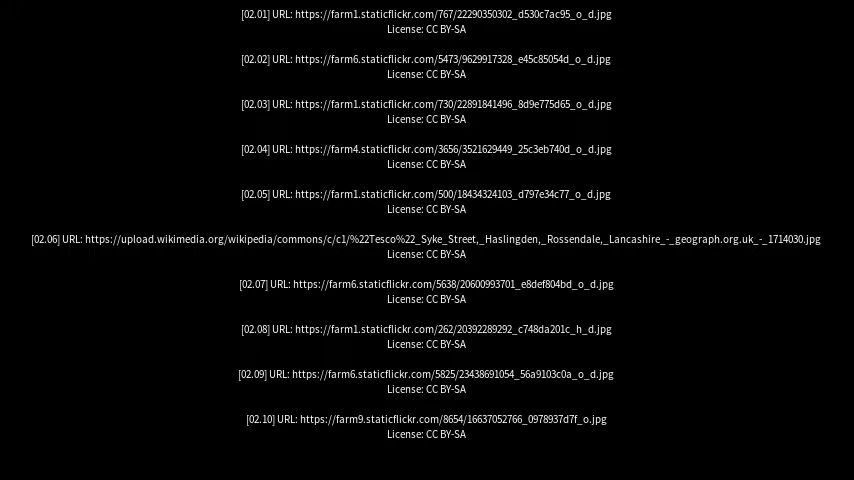 [02.01] URL: https://farm1.staticflickr.com/767/22290350302_d530c7ac95_o_d.jpg
License: CC BY-SA
[02.02] URL: https://farm6.staticflickr.com/5473/9629917328_e45c85054d_o_d.jpg
License: CC BY-SA
[02.03] URL: https://farm1.staticflickr.com/730/22891841496_8d9e775d65_o_d.jpg
License: CC BY-SA
[02.04] URL: https://farm4.staticflickr.com/3656/3521629449_25c3eb740d_o_d.jpg
License: CC BY-SA
[02.05] URL: https://farm1.staticflickr.com/500/18434324103_d797e34c77_o_d.jpg
License: CC BY-SA
[02.06] URL: https://upload.wikimedia.org/wikipedia/commons/c/c1/%22Tesco%22_Syke_Street,_Haslingden,_Rossendale,_Lancashire_-_geograph.org.uk_-_1714030.jpg
License: CC BY-SA
[02.07] URL: https://farm6.staticflickr.com/5638/20600993701_e8def804bd_o_d.jpg
License: CC BY-SA
[02.08] URL: https://farm1.staticflickr.com/262/20392289292_c748da201c_h_d.jpg
License: CC BY-SA
[02.09] URL: https://farm6.staticflickr.com/5825/23438691054_56a9103c0a_o_d.jpg
License: CC BY-SA
[02.10] URL: https://farm9.staticflickr.com/8654/16637052766_0978937d7f_o.jpg
License: CC BY-SA